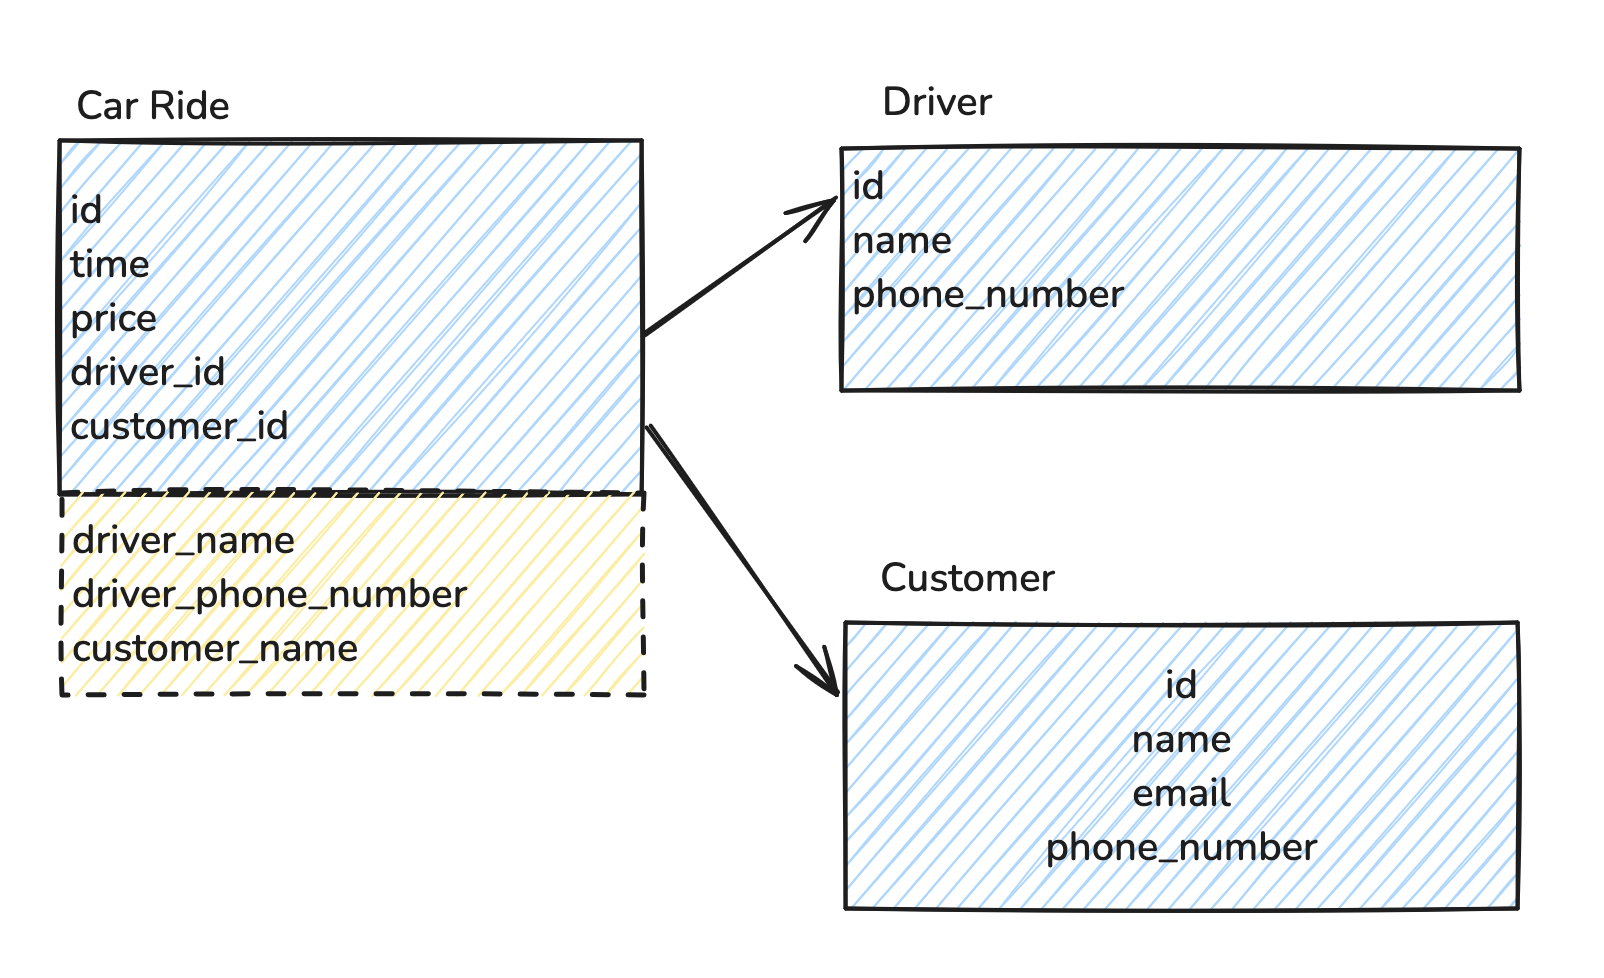 Car Ride
id
time
price
driver_id
customer_id
driver_name
driver_phone_number
customer_name
Driver
id
name
phone_number
Customer
id
name
email
phone_number